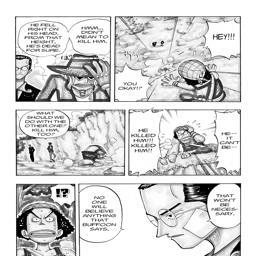 HE FELL
RIGHT ON
HIS HEAD,
FROM THAT
HEIGHT,
HE'S DEAD
FOR SURE.
HMM...
DIDN'T
MEAN TO
KILL HIM.
HEY!!!
YOU
OKAY!?
WHAT
SHOULD WE
DO WITH THE
OTHER ONE?
KILL HIM,
TOO?
HE
KILLED
HIM!!
KILLED
HIM!!
HE--
IT
CAN'T
BE--
!?
NO
ONE
WILL
BELIEVE
ANYTHING
THAT
BUFFOON
SAYS.
THAT
WON'T
BE
NECES-
SARY.